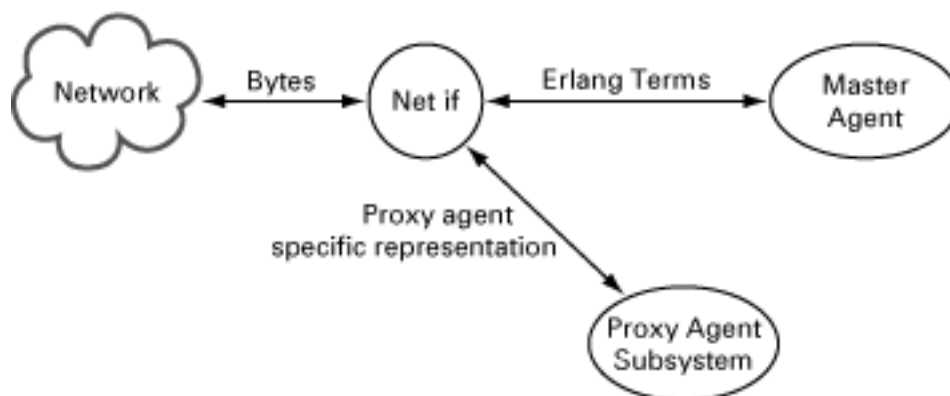 Network
Bytes
Net if
Erlang Terms
Master
Agent
Proxy agent
specific representation
Proxy Agent
Subsystem